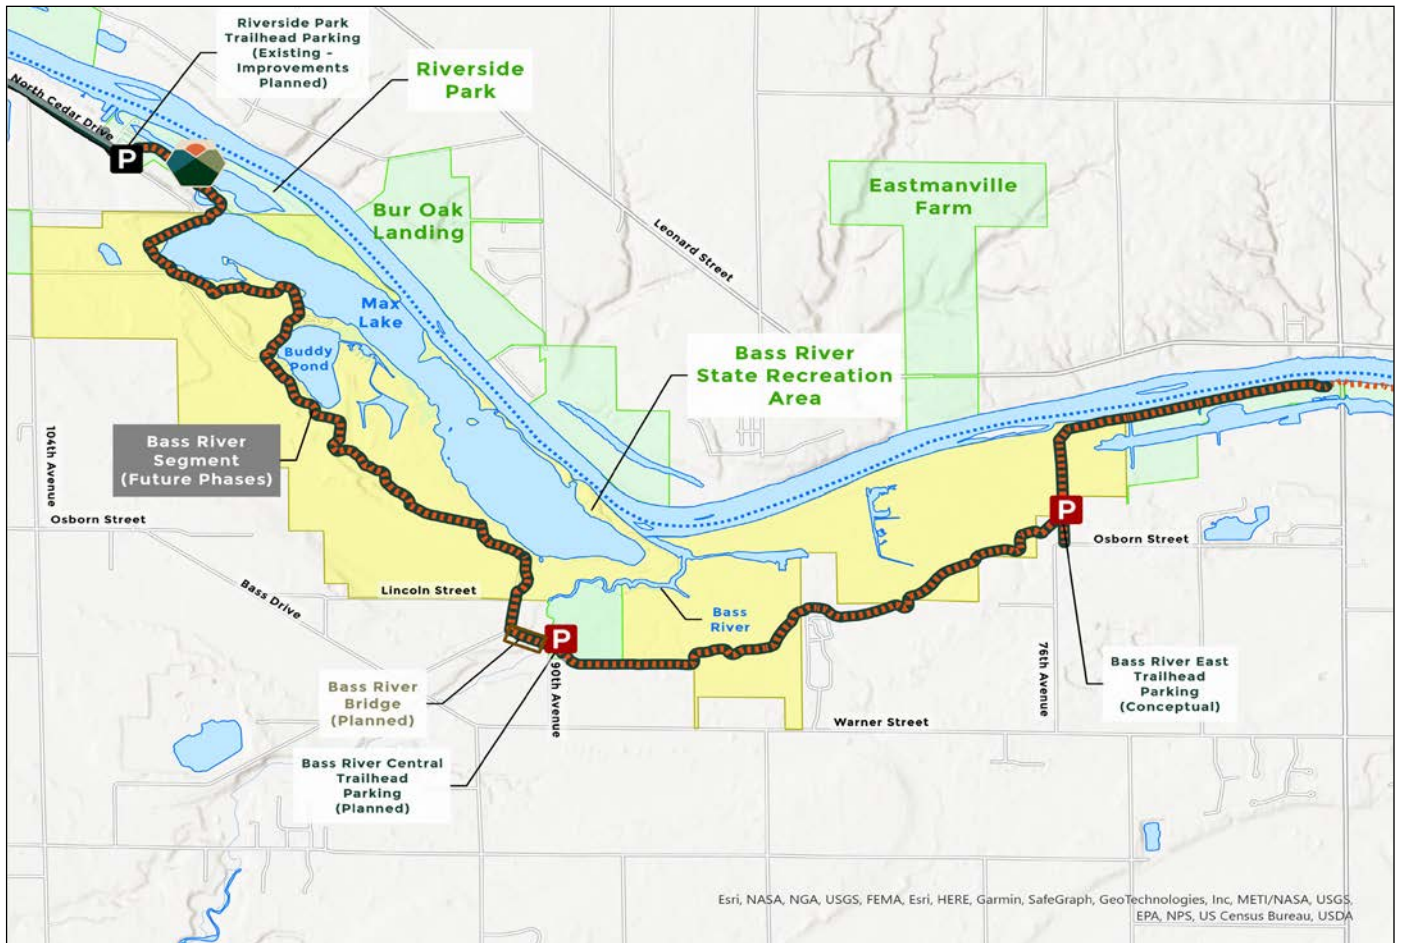 Riverside Park
Trailhead Parking
(Existing -
Improvements
Planned)
Riverside
Park
North Cedar Drive
P
Bur Oak
Landing
Eastmanville
Farm
Leonard Street
Max
Lake
Buddy
Pond
Bass River
State Recreation
Area
Bass River
Segment
(Future Phases)
104th Avenue
Osborn Street
P
Osborn Street
Bass Drive
Lincoln Street
Bass
River
P
90th Avenue
76th Avenue
Bass River East
Trailhead
Parking
(Conceptual)
Bass River
Bridge
(Planned)
Warner Street
Bass River Central
Trailhead
Parking
(Planned)
Esri, NASA, NGA, USGS, FEMA, Esri, HERE, Garmin, SafeGraph, GeoTechnologies, Inc, METI/NASA, USGS,
EPA, NPS, US Census Bureau, USDA